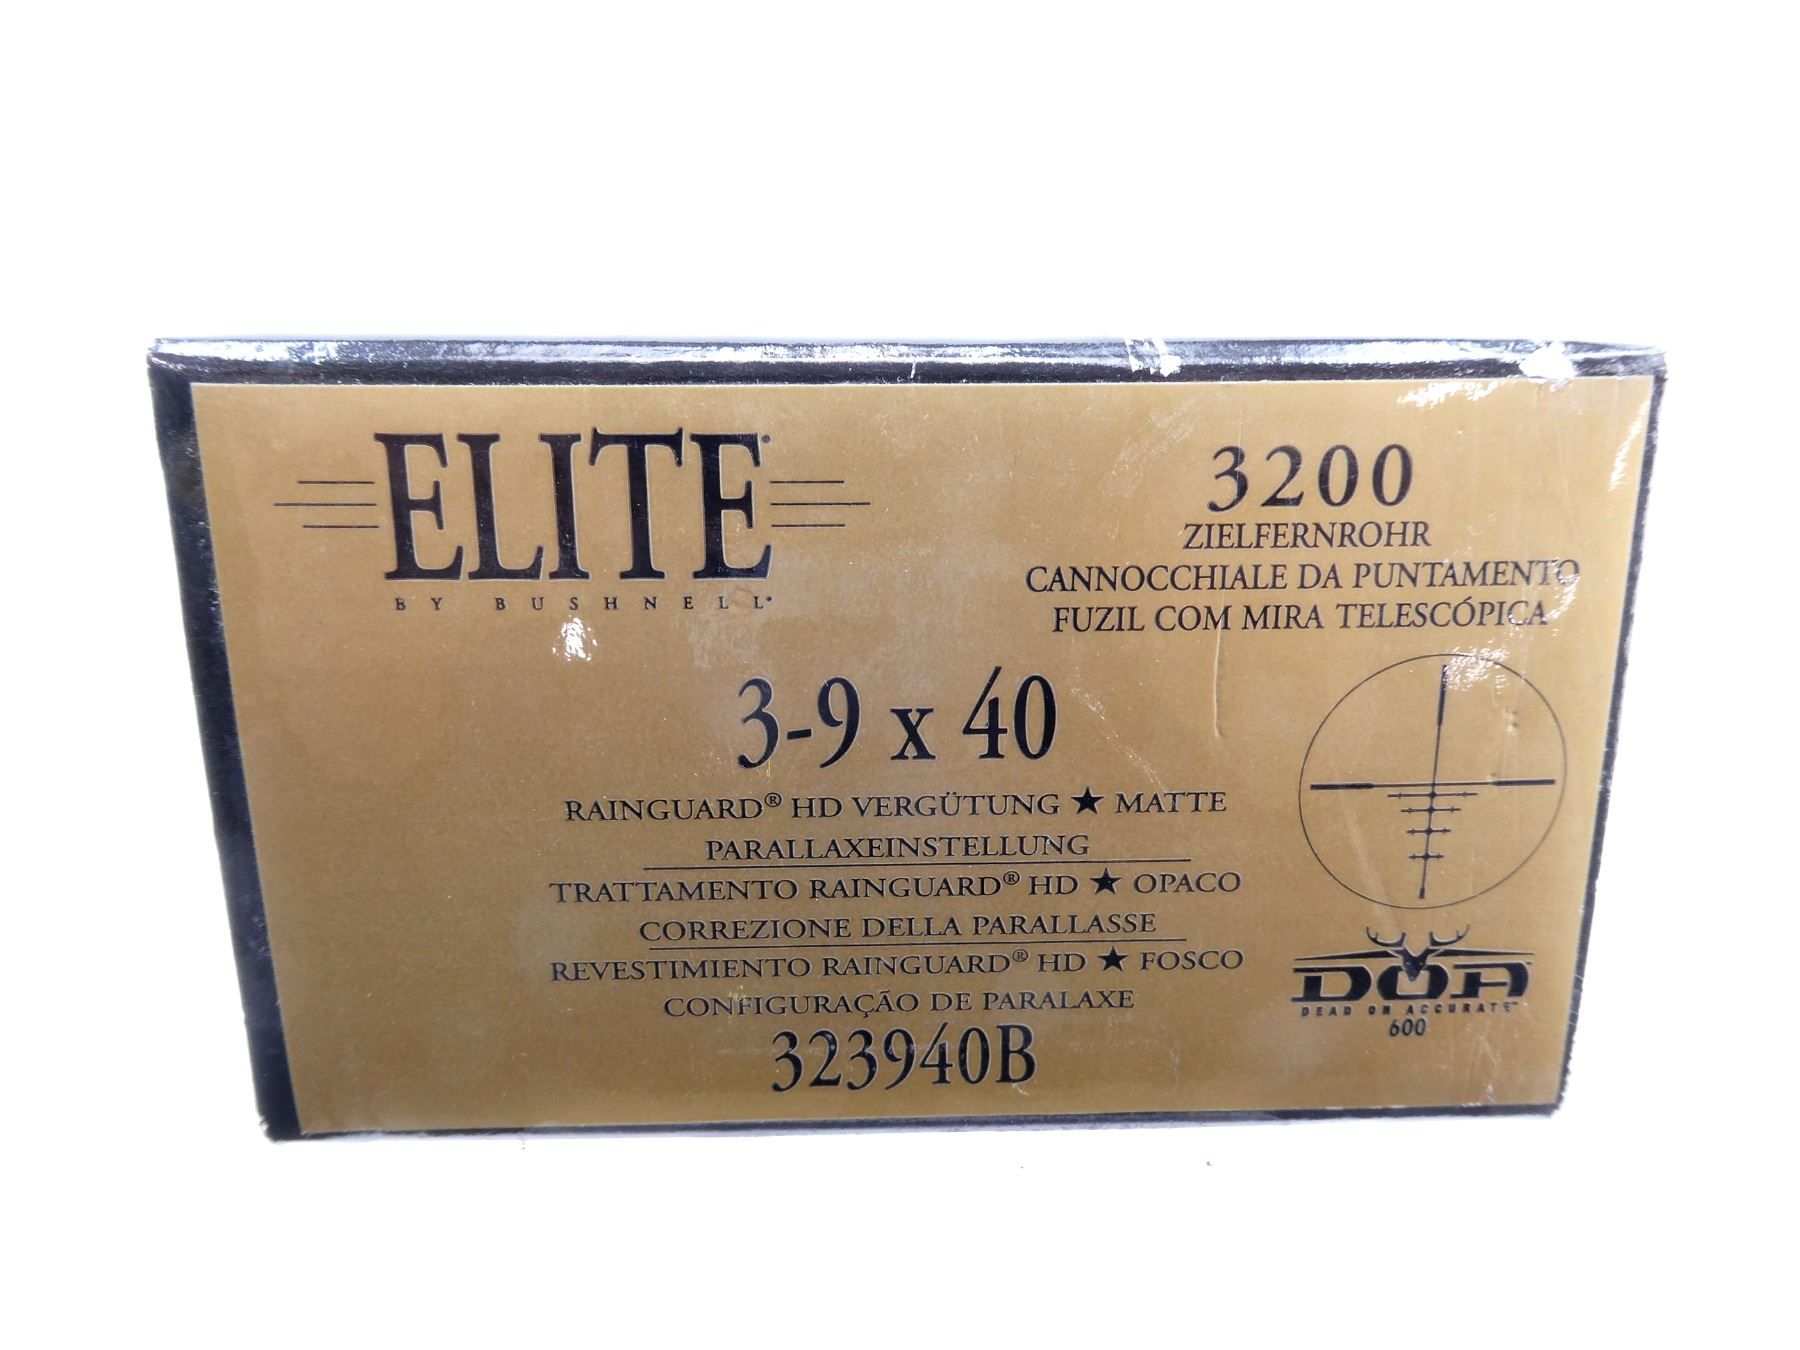 ELITE
BY BUSHNELL
3200
ZIELFERNROHR
CANNOCCHIALE DA PUNTAMENTO
FUZIL COM MIRA TELESCÓPICA
3-9 x 40
RAINGUARD® HD VERGÜTUNG ★ MATTE
PARALLAXEINSTELLUNG
TRATTAMENTO RAINGUARD® HD ★ OPACO
CORREZIONE DELLA PARALLASSE
REVESTIMIENTO RAINGUARD® HD ★ FOSCO
CONFIGURAÇÃO DE PARALAXE
323940B
DOA
DEAD ON ACCURATE™
600